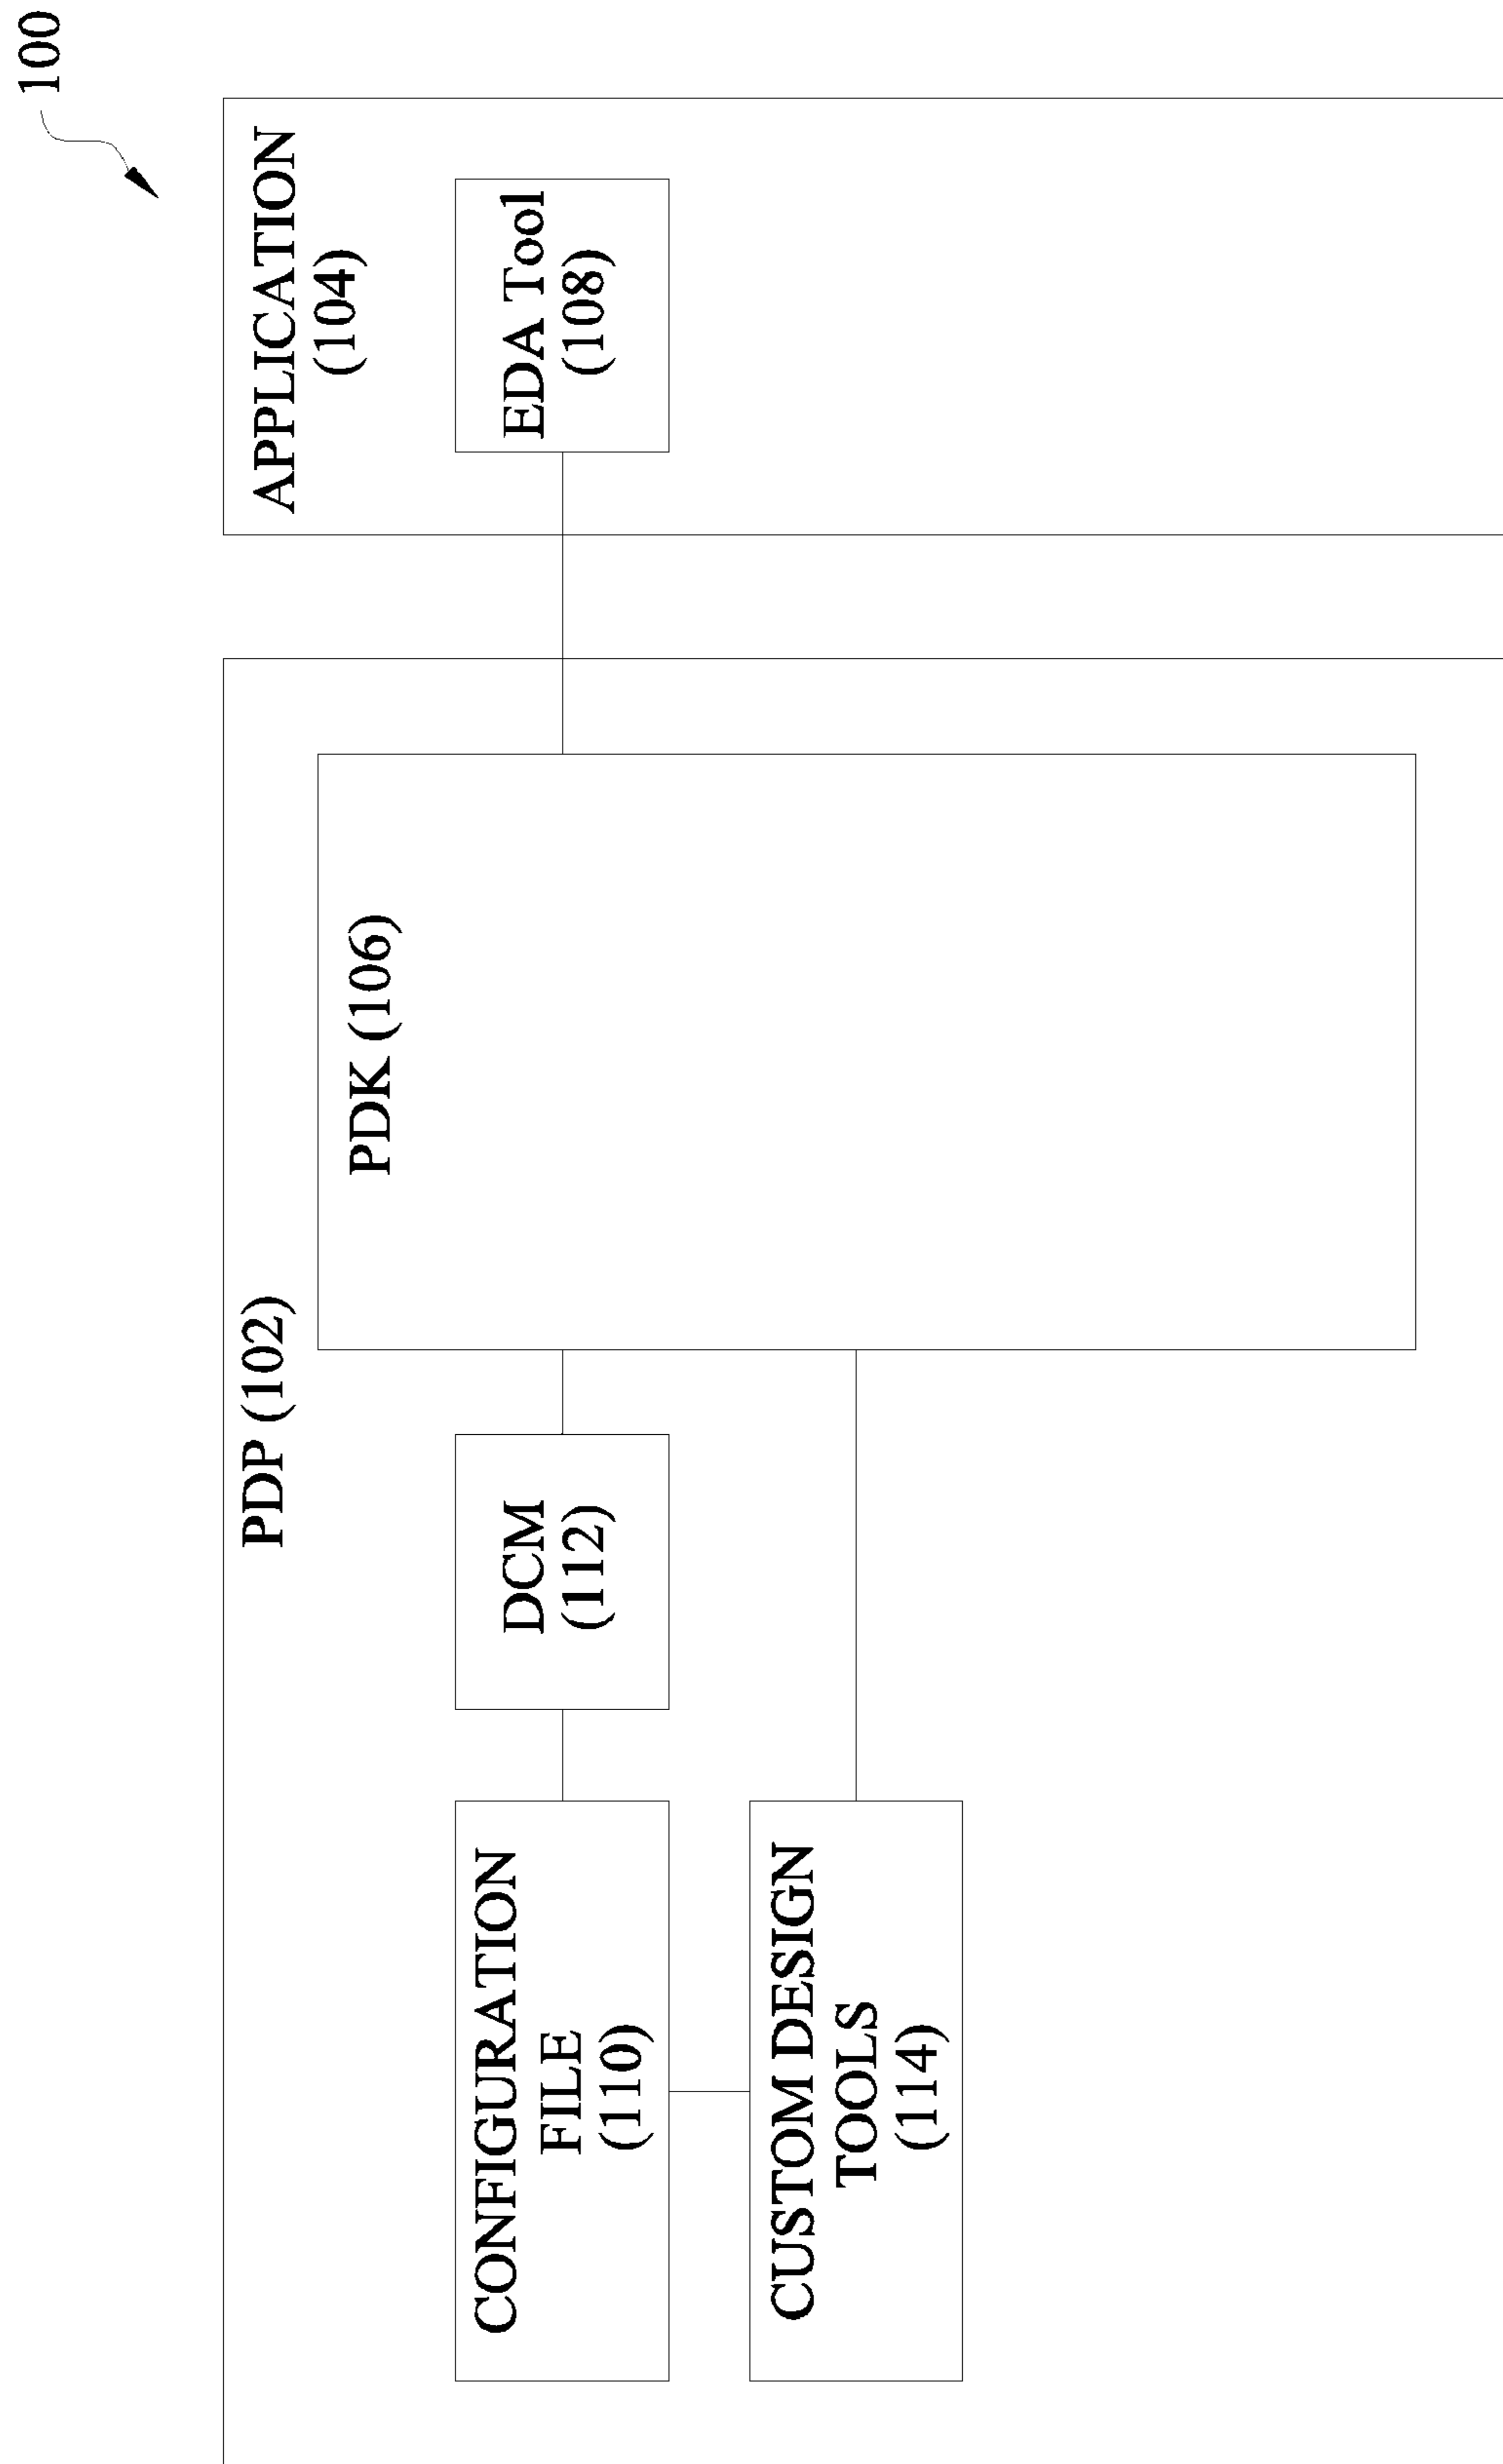 100
PDP (102)
APPLICATION
(104)
PDK (106)
CONFIGURATION
FILE
(110)
DCM
(112)
EDA Tool
(108)
CUSTOM DESIGN
TOOLS
(114)